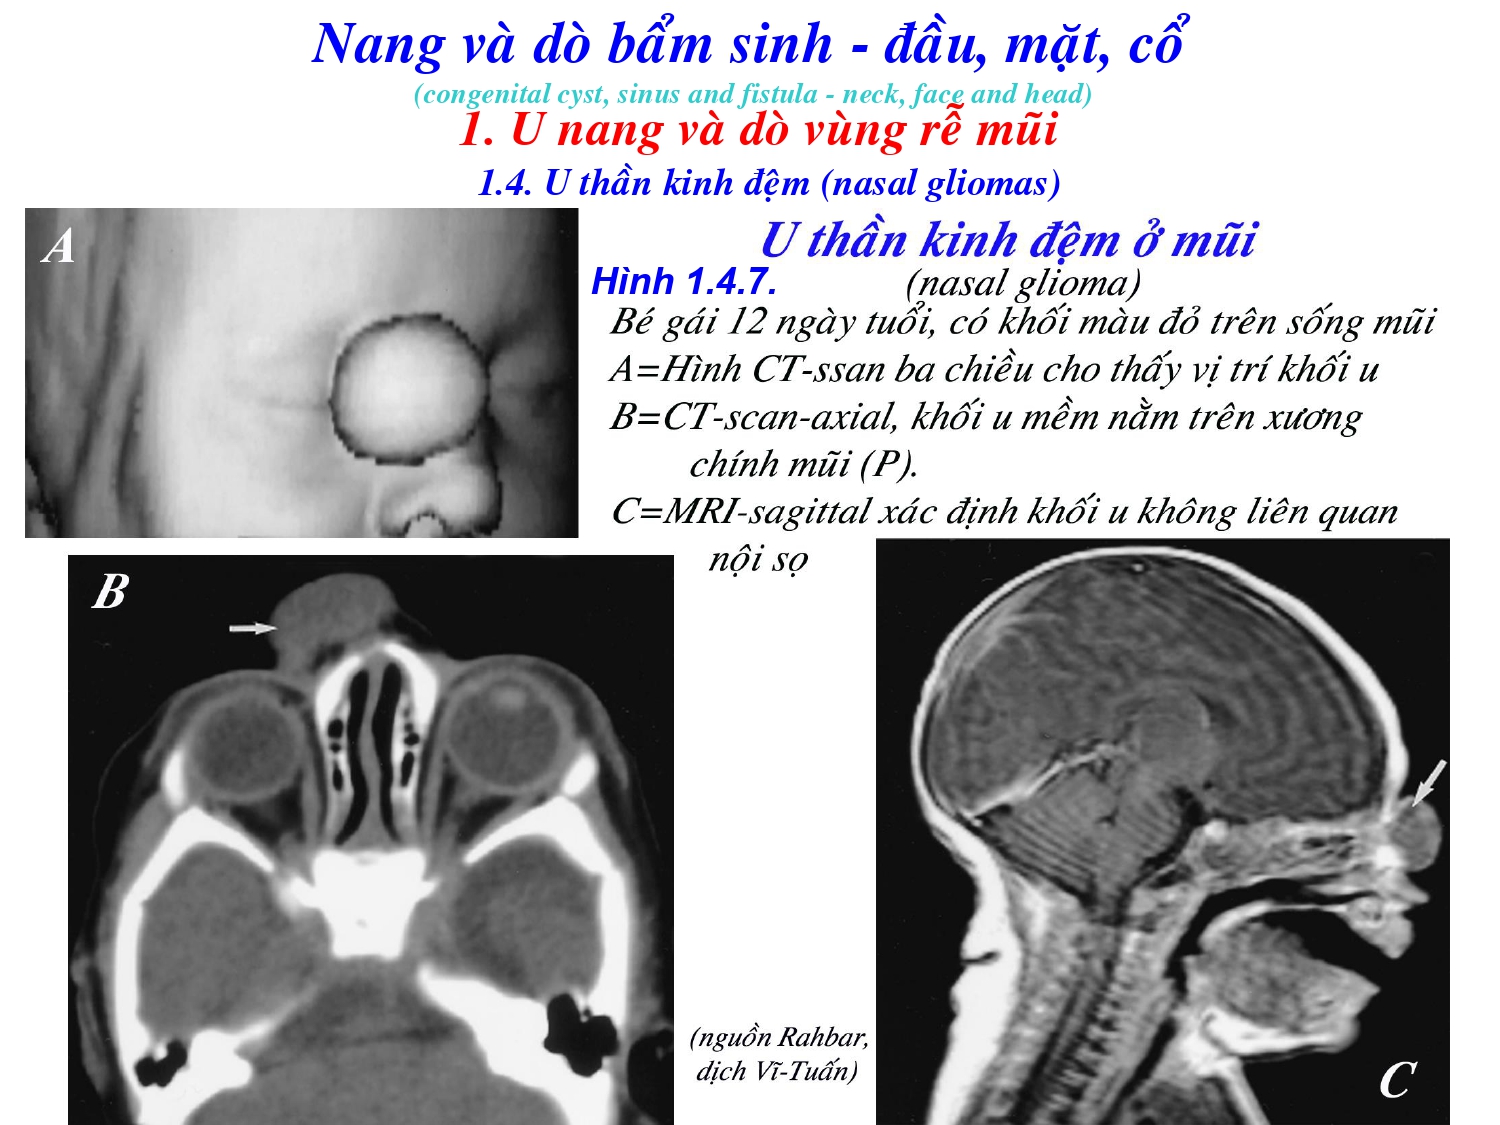 Nang và dò bẩm sinh - đầu, mặt, cổ
(congenital cyst, sinus and fistula - neck, face and head)
1. U nang và dò vùng rễ mũi
1.4. U thần kinh đệm (nasal gliomas)
A
U thần kinh đệm ở mũi
Hình 1.4.7. (nasal glioma)
Bé gái 12 ngày tuổi, có khối màu đỏ trên sống mũi
A=Hình CT-ssan ba chiều cho thấy vị trí khối u
B=CT-scan-axial, khối u mềm nằm trên xương
chính mũi (P).
C=MRI-sagittal xác định khối u không liên quan
nội sọ
B
(nguồn Rahbar,
dịch Vĩ-Tuấn)
C